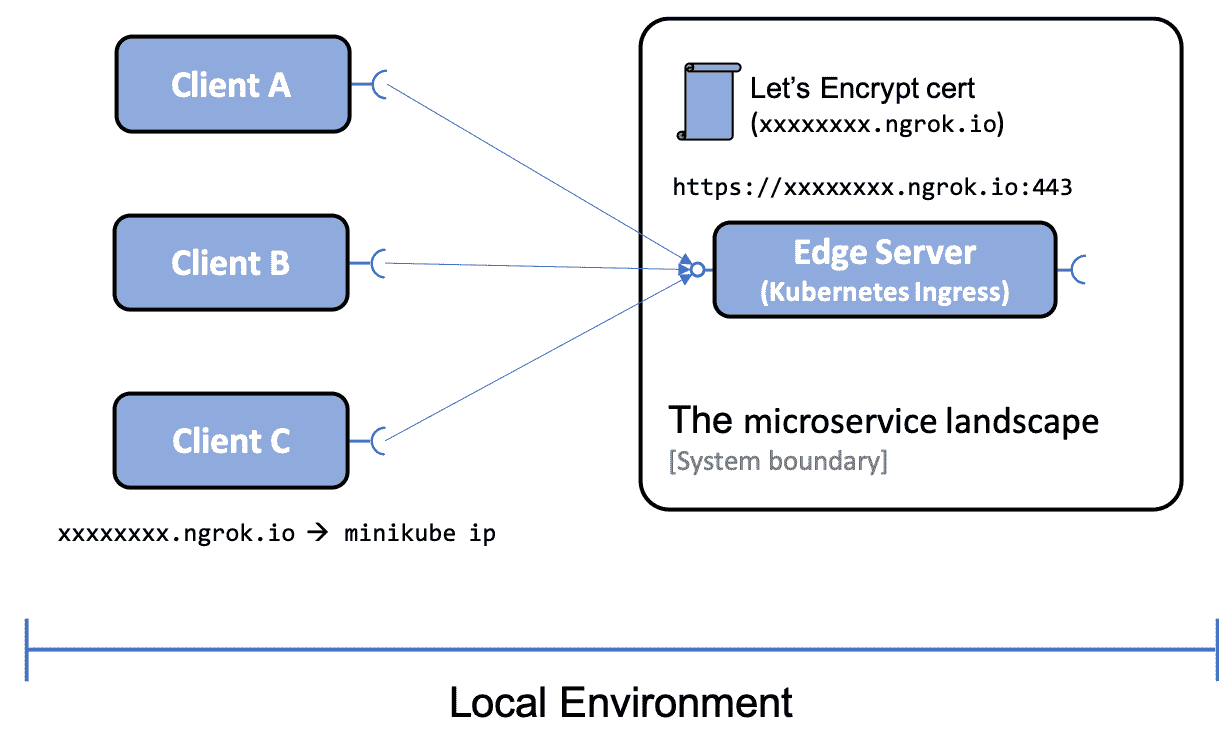 Client A
Let's Encrypt cert
(xxxxxxxx.ngrok.io)
https://xxxxxxxx.ngrok.io:443
Client B
Edge Server
(Kubernetes Ingress)
Client C
The microservice landscape
[System boundary]
xxxxxxxx.ngrok.io → minikube ip
Local Environment